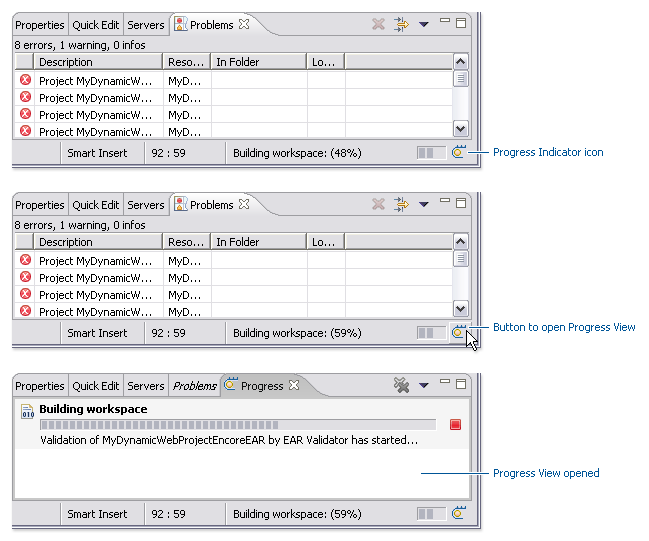 Properties Quick Edit Servers Problems
8 errors, 1 warning, 0 infos
Description Reso... In Folder Lo...
Project MyDynamicW... MyD...
Project MyDynamicW... MyD...
Project MyDynamicW... MyD...
Project MyDynamicW... MyD...
Smart Insert 92 : 59 Building workspace: (48%)
Progress Indicator icon
Properties Quick Edit Servers Problems
8 errors, 1 warning, 0 infos
Description Reso... In Folder Lo...
Project MyDynamicW... MyD...
Project MyDynamicW... MyD...
Project MyDynamicW... MyD...
Project MyDynamicW... MyD...
Smart Insert 92 : 59 Building workspace: (59%)
Button to open Progress View
Properties Quick Edit Servers Problems Progress
010 Building workspace
Validation of MyDynamicWebProjectEncoreEAR by EAR Validator has started...
Progress View opened
Smart Insert 92 : 59 Building workspace: (59%)